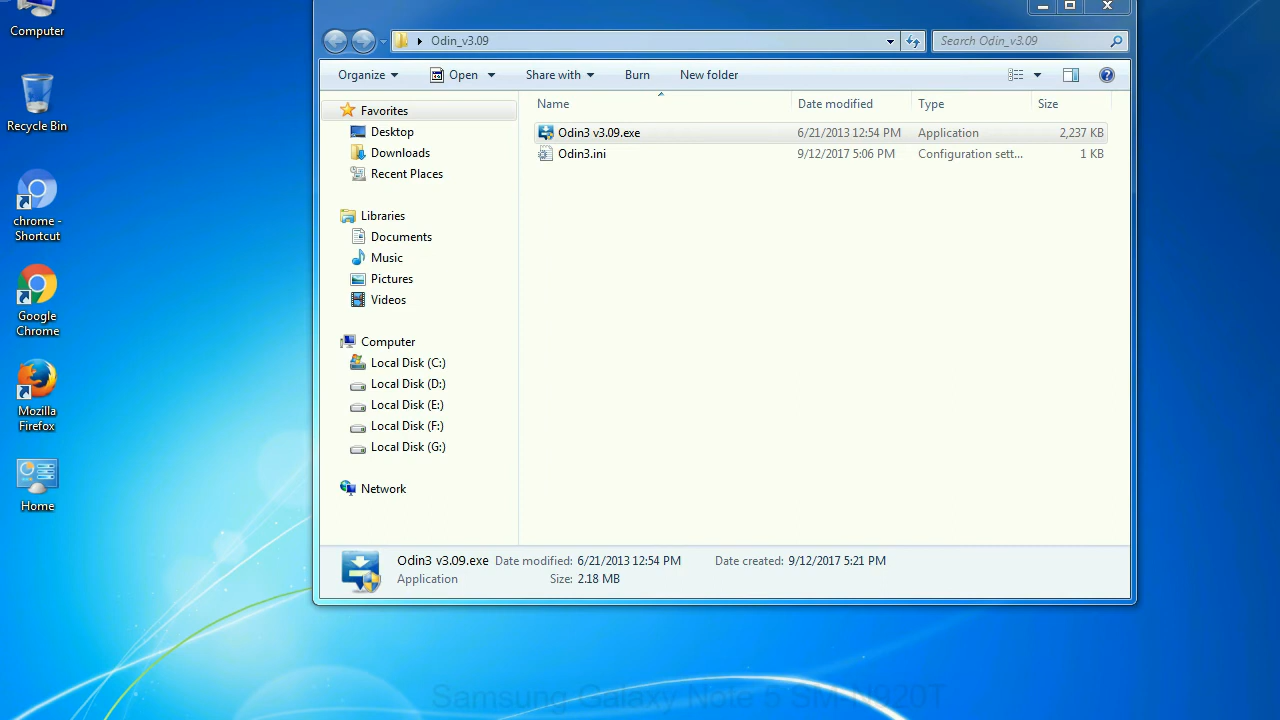 Computer
Recycle Bin
chrome -
Shortcut
Google
Chrome
Mozilla
Firefox
Home
Odin_v3.09
Search Odin_v3.09
Organize
Open
Share with
Burn
New folder
Favorites
Desktop
Downloads
Recent Places
Libraries
Documents
Music
Pictures
Videos
Computer
Local Disk (C:)
Local Disk (D:)
Local Disk (E:)
Local Disk (F:)
Local Disk (G:)
Network
Name Date modified Type Size
Odin3 v3.09.exe 6/21/2013 12:54 PM Application 2,237 KB
Odin3.ini 9/12/2017 5:06 PM Configuration sett... 1 KB
Odin3 v3.09.exe Date modified: 6/21/2013 12:54 PM Date created: 9/12/2017 5:21 PM
Application Size: 2.18 MB
Samsung Galaxy Note 5 SM-N920T